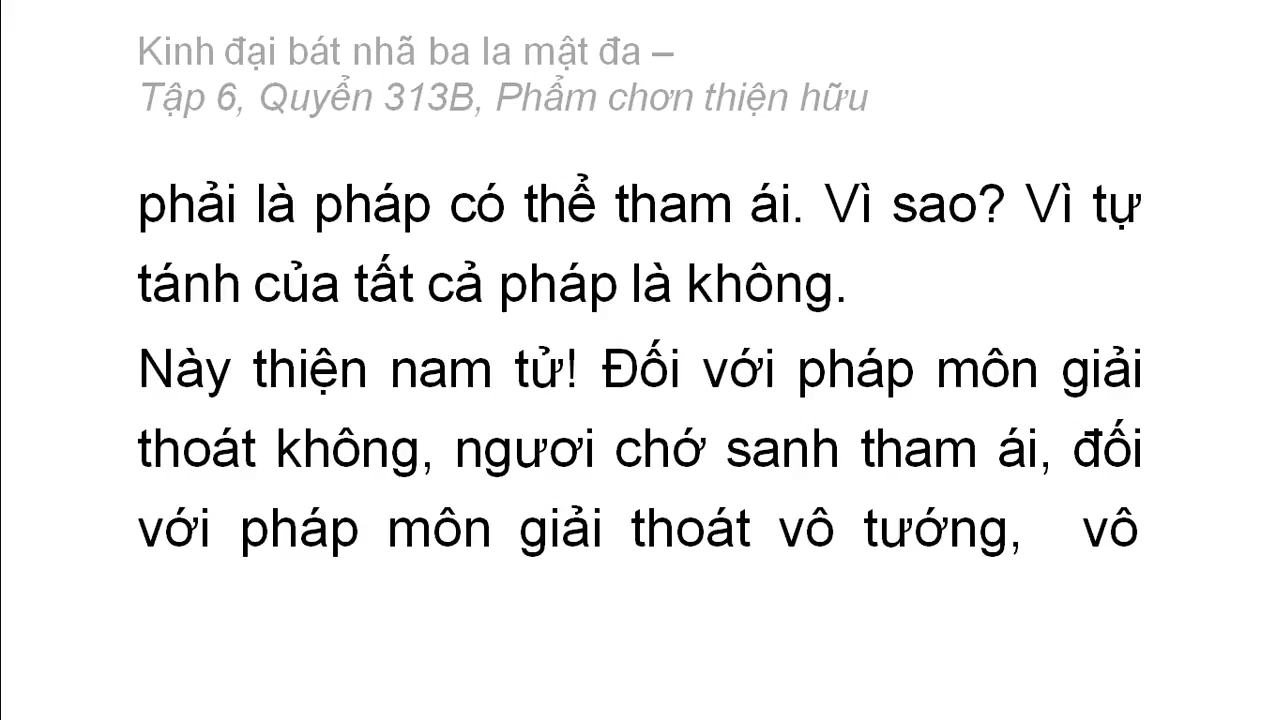 Kinh đại bát nhã ba la mật đa –
Tập 6, Quyển 313B, Phẩm chơn thiện hữu
phải là pháp có thể tham ái. Vì sao? Vì tự
tánh của tất cả pháp là không.
Này thiện nam tử! Đối với pháp môn giải
thoát không, ngươi chớ sanh tham ái, đối
với pháp môn giải thoát vô tướng, vô